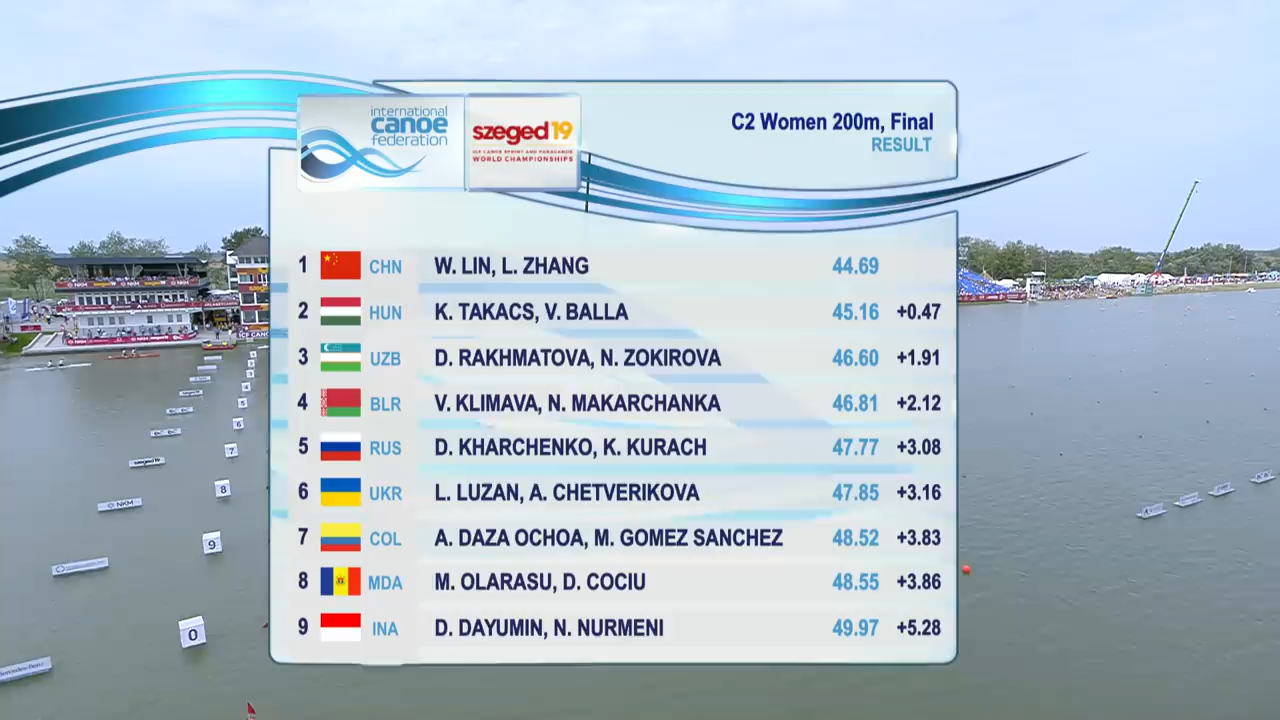 international
canoe
federation
szeged19
ICF CANOE SPRINT AND PARACANOE
WORLD CHAMPIONSHIPS
C2 Women 200m, Final
RESULT
1 CHN W. LIN, L. ZHANG 44.69
2 HUN K. TAKACS, V. BALLA 45.16 +0.47
3 UZB D. RAKHMATOVA, N. ZOKIROVA 46.60 +1.91
4 BLR V. KLIMAVA, N. MAKARCHANKA 46.81 +2.12
5 RUS D. KHARCHENKO, K. KURACH 47.77 +3.08
6 UKR L. LUZAN, A. CHETVERIKOVA 47.85 +3.16
7 COL A. DAZA OCHOA, M. GOMEZ SANCHEZ 48.52 +3.83
8 MDA M. OLARASU, D. COCIU 48.55 +3.86
9 INA D. DAYUMIN, N. NURMENI 49.97 +5.28
5
6
7
szeged19
8
NKM
9
0